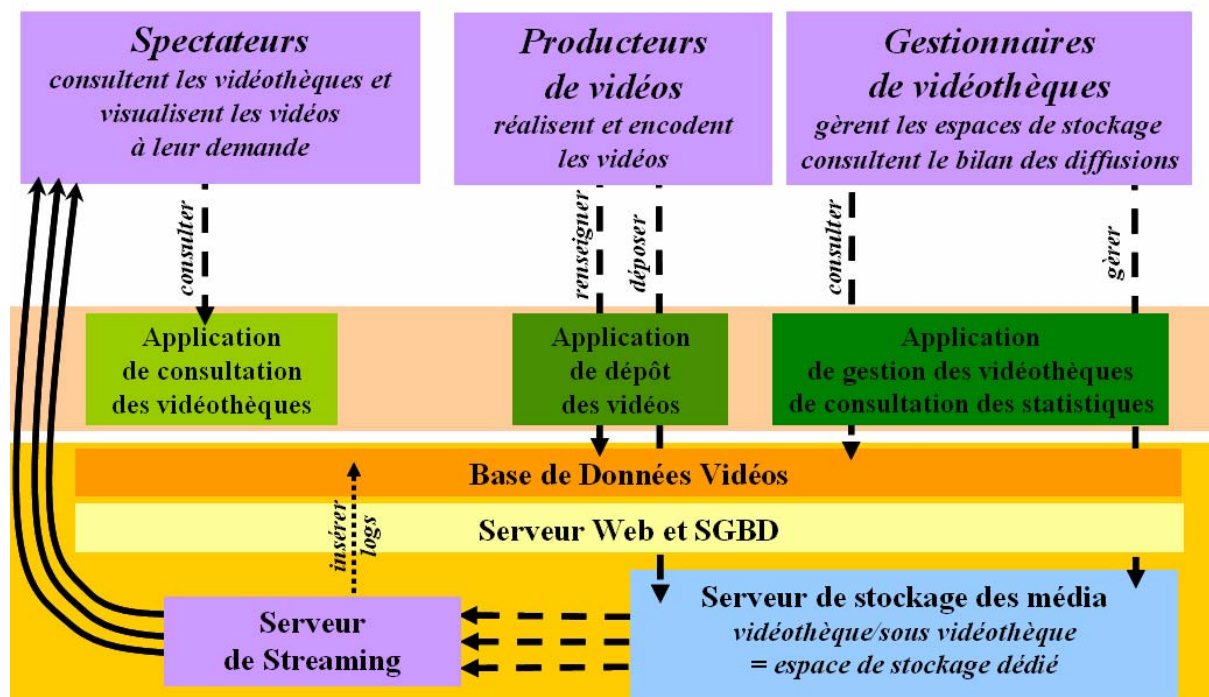 Spectateurs
consultent les vidéothèques et
visualisent les vidéos
à leur demande
Producteurs
de vidéos
réalisent et encodent
les vidéos
Gestionnaires
de vidéothèques
gèrent les espaces de stockage
consultent le bilan des diffusions
consulter
renseigner
déposer
consulter
gèrer
Application
de consultation
des vidéothèques
Application
de dépôt
des vidéos
Application
de gestion des vidéothèques
de consultation des statistiques
Base de Données Vidéos
Serveur Web et SGBD
insérer
logs
Serveur
de Streaming
Serveur de stockage des média
vidéothèque/sous vidéothèque
= espace de stockage dédié